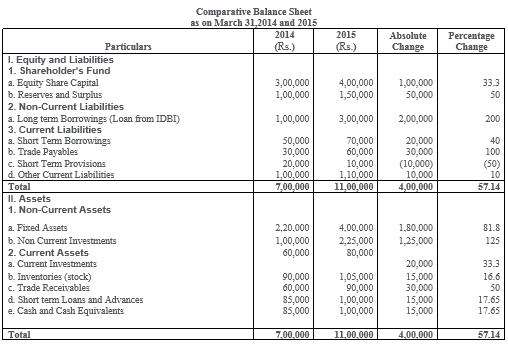 Comparative Balance Sheet
as on March 31,2014 and 2015
Particulars 2014 (Rs.) 2015 (Rs.) Absolute Change Percentage Change
I. Equity and Liabilities
1. Shareholder's Fund
a. Equity Share Capital 3,00,000 4,00,000 1,00,000 33.3
b. Reserves and Surplus 1,00,000 1,50,000 50,000 50
2. Non-Current Liabilities
a. Long term Borrowings (Loan from IDBI) 1,00,000 3,00,000 2,00,000 200
3. Current Liabilities
a. Short Term Borrowings 50,000 70,000 20,000 40
b. Trade Payables 30,000 60,000 30,000 100
c. Short Term Provisions 20,000 10,000 (10,000) (50)
d. Other Current Liabilities 1,00,000 1,10,000 10,000 10
Total 7,00,000 11,00,000 4,00,000 57.14
II. Assets
1. Non-Current Assets
a. Fixed Assets 2,20,000 4,00,000 1,80,000 81.8
b. Non Current Investments 1,00,000 2,25,000 1,25,000 125
2. Current Assets 60,000 80,000
a. Current Investments 20,000 33.3
b. Inventories (stock) 90,000 1,05,000 15,000 16.6
c. Trade Receivables 60,000 90,000 30,000 50
d. Short term Loans and Advances 85,000 1,00,000 15,000 17.65
e. Cash and Cash Equivalents 85,000 1,00,000 15,000 17.65
Total 7,00,000 11,00,000 4,00,000 57.14